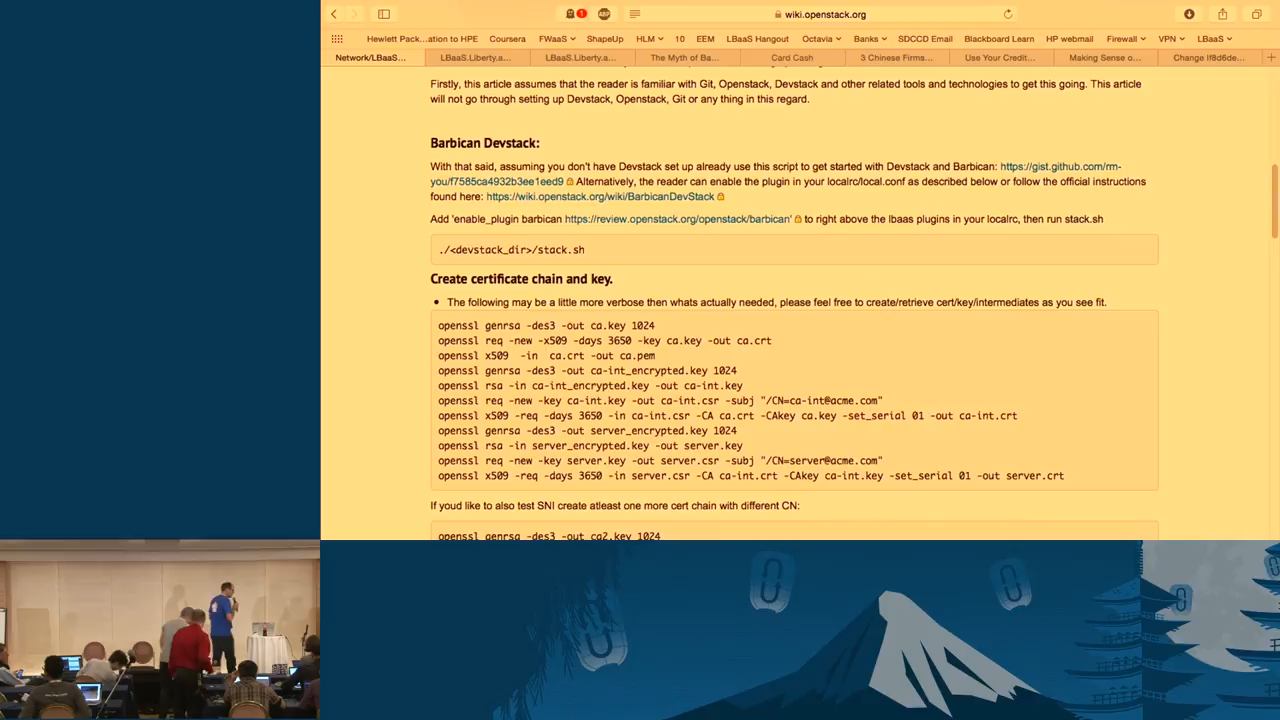 wiki.openstack.org
1
ABP
Hewlett Pack...ation to HPE Coursera FWaaS ShapeUp HLM 10 EEM LBaaS Hangout Octavia Banks SDCCD Email Blackboard Learn HP webmail Firewall VPN LBaaS
Network/LBaaS... LBaaS.Liberty.a... LBaaS.Liberty.a... The Myth of Ba... Card Cash 3 Chinese Firms... Use Your Credit... Making Sense o... Change If8d6de...
Firstly, this article assumes that the reader is familiar with Git, Openstack, Devstack and other related tools and technologies to get this going. This article
will not go through setting up Devstack, Openstack, Git or any thing in this regard.
Barbican Devstack:
With that said, assuming you don't have Devstack set up already use this script to get started with Devstack and Barbican: https://gist.github.com/rm-
you/f7585ca4932b3ee1eed9 Alternatively, the reader can enable the plugin in your localrc/local.conf as described below or follow the official instructions
found here: https://wiki.openstack.org/wiki/BarbicanDevStack
Add 'enable_plugin barbican https://review.openstack.org/openstack/barbican' to right above the lbaas plugins in your localrc, then run stack.sh
./<devstack_dir>/stack.sh
Create certificate chain and key.
• The following may be a little more verbose then whats actually needed, please feel free to create/retrieve cert/key/intermediates as you see fit.
openssl genrsa -des3 -out ca.key 1024
openssl req -new -x509 -days 3650 -key ca.key -out ca.crt
openssl x509  -in  ca.crt -out ca.pem
openssl genrsa -des3 -out ca-int_encrypted.key 1024
openssl rsa -in ca-int_encrypted.key -out ca-int.key
openssl req -new -key ca-int.key -out ca-int.csr -subj "/CN=ca-int@acme.com"
openssl x509 -req -days 3650 -in ca-int.csr -CA ca.crt -CAkey ca.key -set_serial 01 -out ca-int.crt
openssl genrsa -des3 -out server_encrypted.key 1024
openssl rsa -in server_encrypted.key -out server.key
openssl req -new -key server.key -out server.csr -subj "/CN=server@acme.com"
openssl x509 -req -days 3650 -in server.csr -CA ca-int.crt -CAkey ca-int.key -set_serial 01 -out server.crt
If youd like to also test SNI create atleast one more cert chain with different CN:
openssl genrsa -des3 -out ca2.key 1024